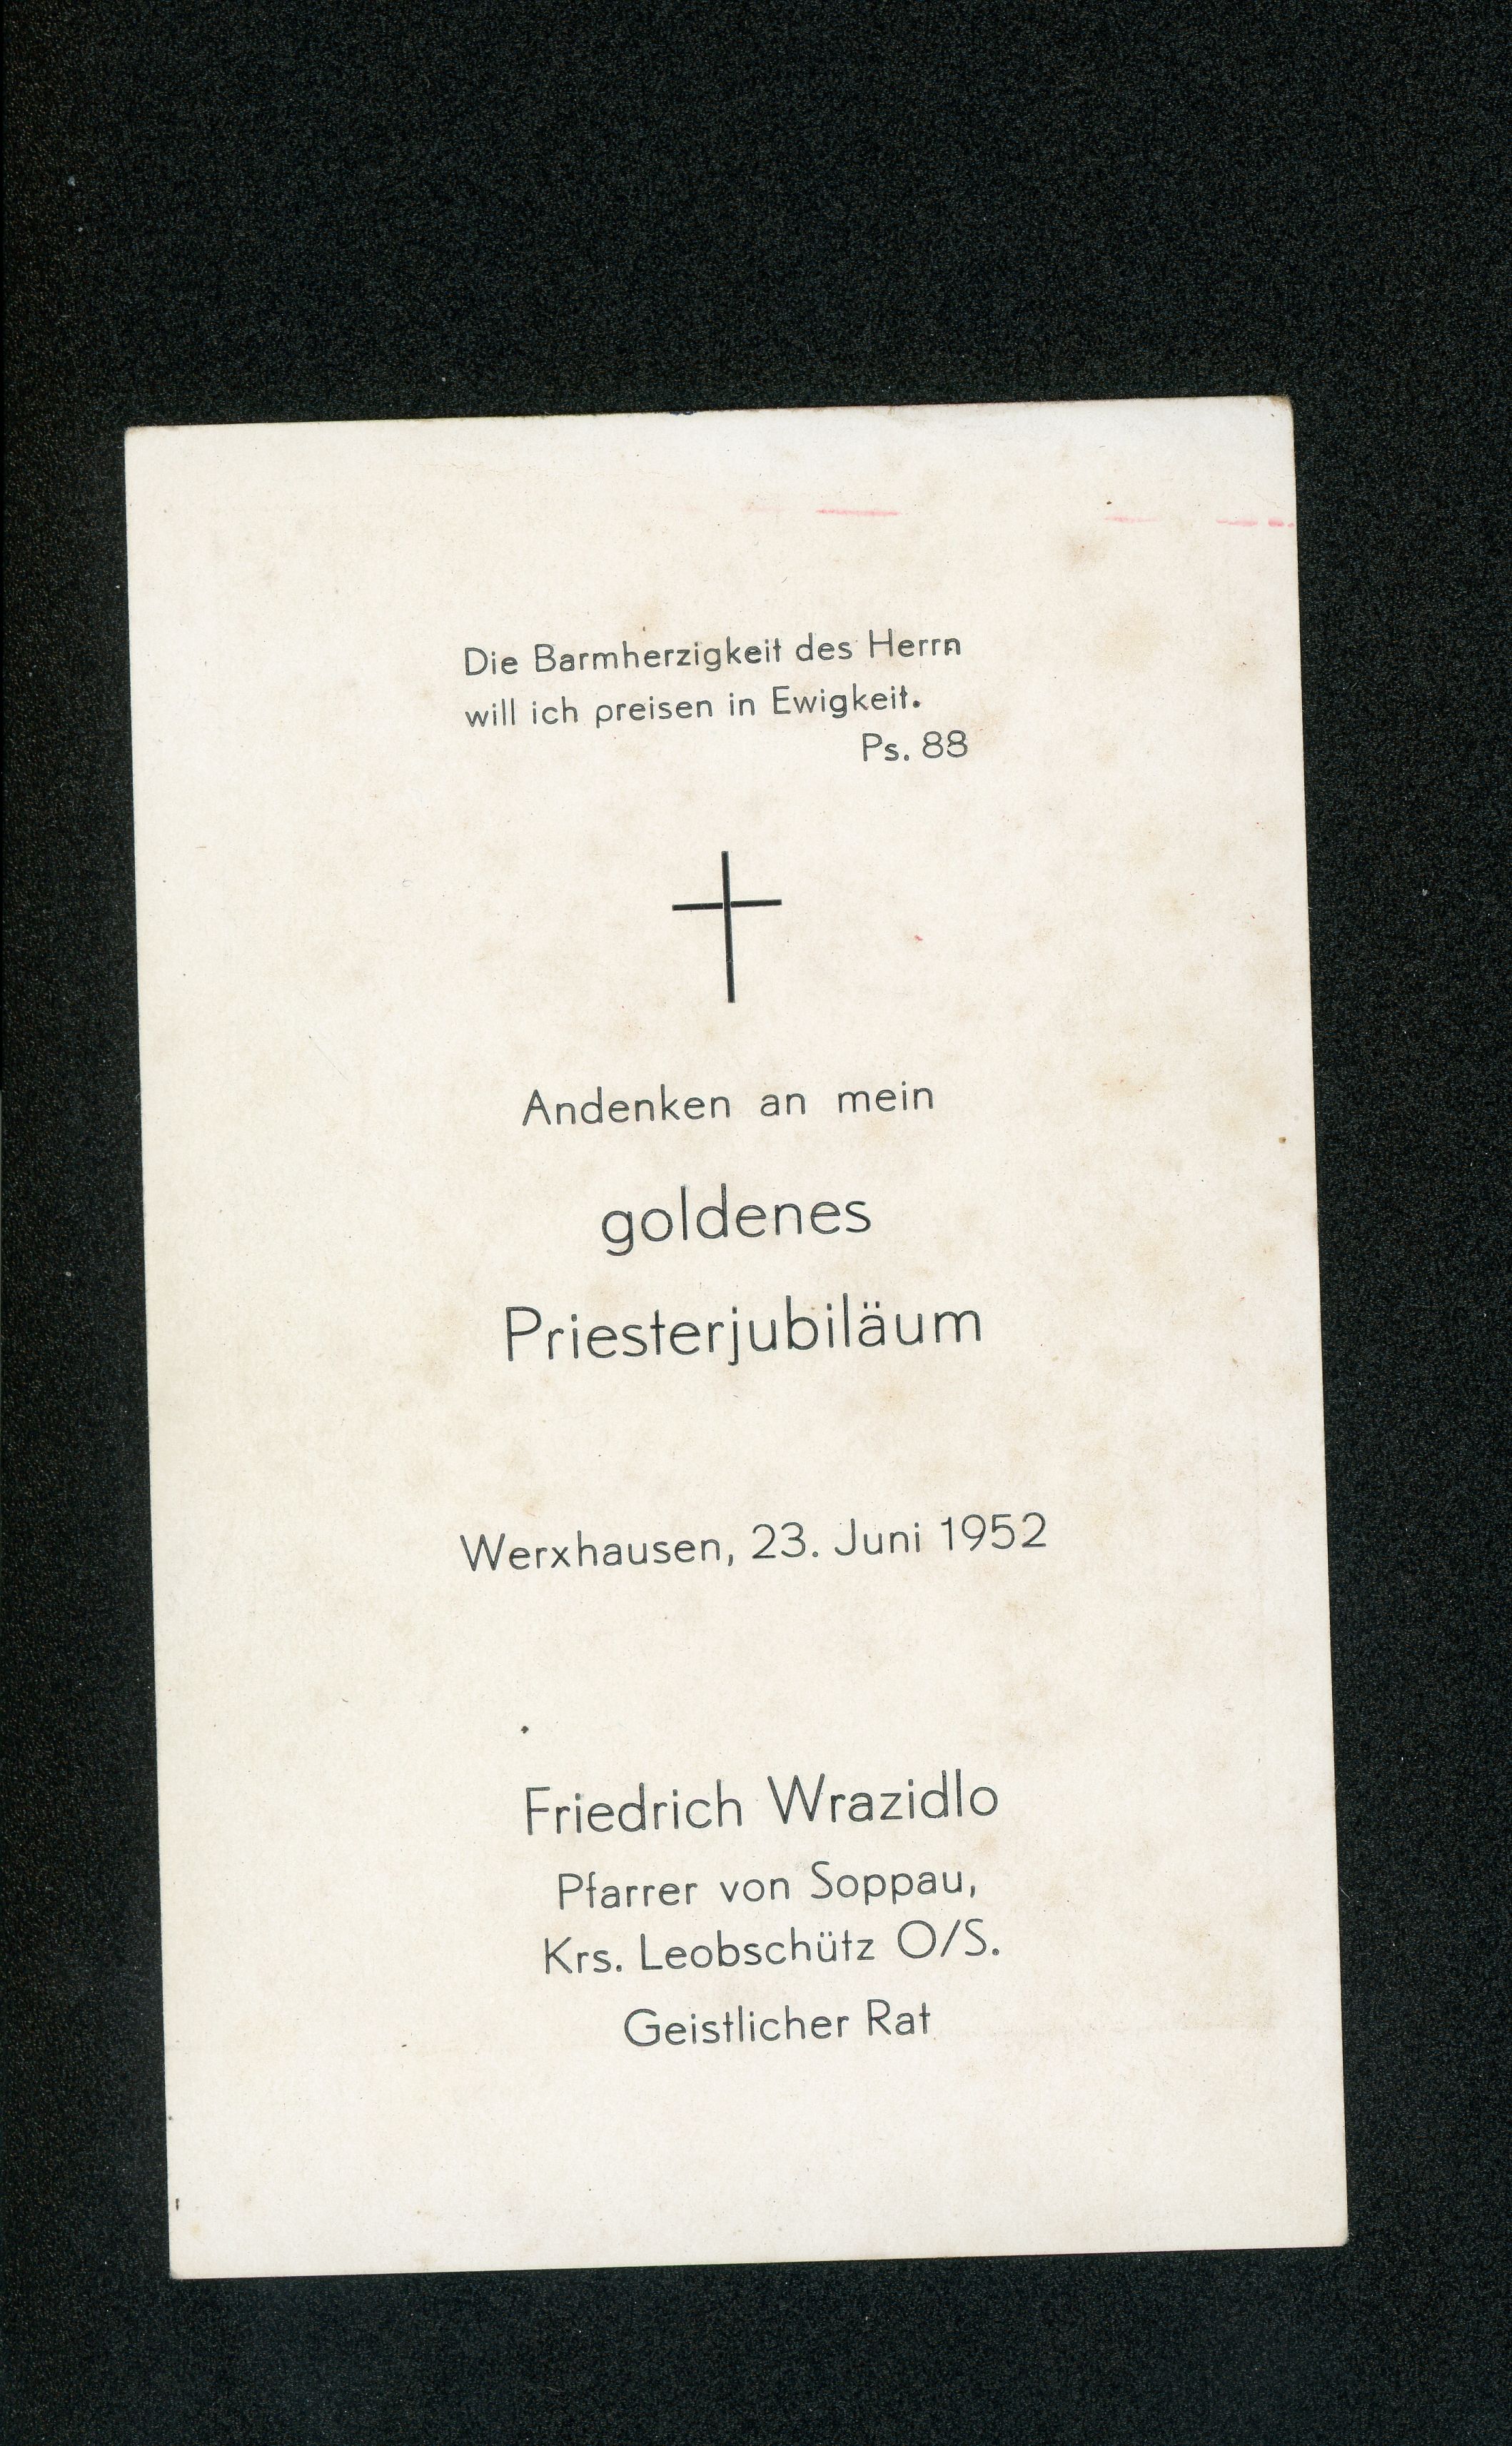 Die Barmherzigkeit des Herrn
will ich preisen in Ewigkeit.
Ps. 88
Andenken an mein
goldenes
Priesterjubiläum
Werxhausen, 23. Juni 1952
Friedrich Wrazidlo
Pfarrer von Soppau,
Krs. Leobschütz O/S.
Geistlicher Rat